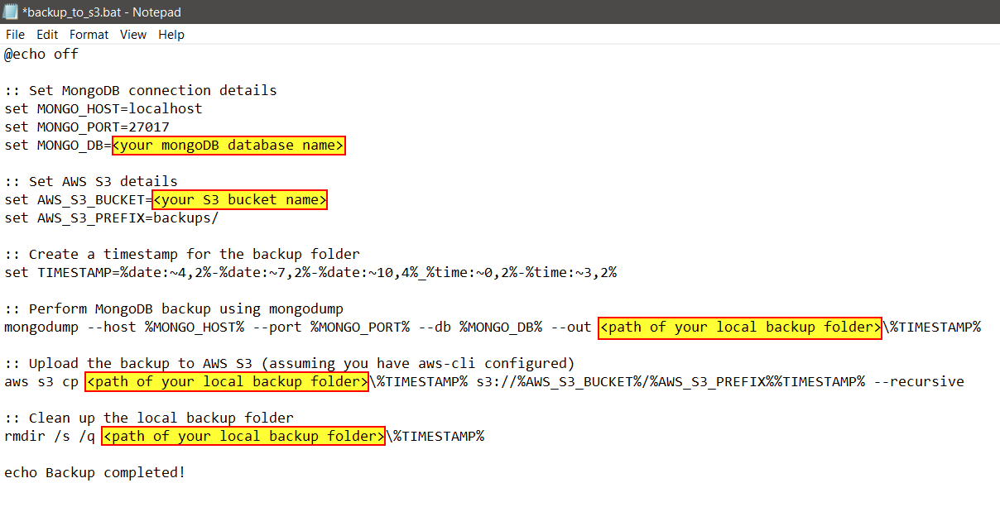 *backup_to_s3.bat - Notepad
File Edit Format View Help
@echo off
:: Set MongoDB connection details
set MONGO_HOST=localhost
set MONGO_PORT=27017
set MONGO_DB=<your mongoDB database name>
:: Set AWS S3 details
set AWS_S3_BUCKET=<your S3 bucket name>
set AWS_S3_PREFIX=backups/
:: Create a timestamp for the backup folder
set TIMESTAMP=%date:~4,2%-%date:~7,2%-%date:~10,4%_%time:~0,2%-%time:~3,2%
:: Perform MongoDB backup using mongodump
mongodump --host %MONGO_HOST% --port %MONGO_PORT% --db %MONGO_DB% --out <path of your local backup folder>\%TIMESTAMP%
:: Upload the backup to AWS S3 (assuming you have aws-cli configured)
aws s3 cp <path of your local backup folder>\%TIMESTAMP% s3://%AWS_S3_BUCKET%/%AWS_S3_PREFIX%%TIMESTAMP% --recursive
:: Clean up the local backup folder
rmdir /s /q <path of your local backup folder>\%TIMESTAMP%
echo Backup completed!